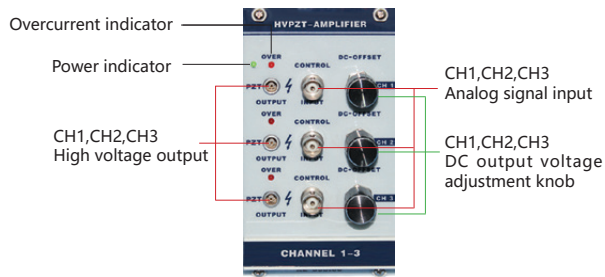 Overcurrent indicator
HVPZT-AMPLIFIER
Power indicator
OVER
CONTROL
DC-OFFSET
PZT
CH 1
OUTPUT
INPUT
CH1,CH2,CH3
Analog signal input
OVER
CONTROL
DC-OFFSET
PZT
CH 2
OUTPUT
INPUT
CH1,CH2,CH3
High voltage output
CH1,CH2,CH3
DC output voltage
adjustment knob
OVER
CONTROL
DC-OFFSET
PZT
CH 3
OUTPUT
INPUT
CHANNEL 1-3